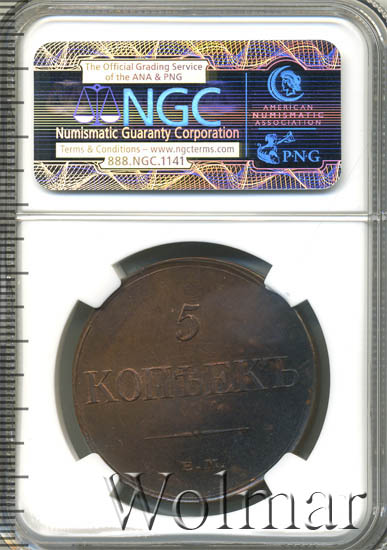 The Official Grading Service
of the ANA & PNG
NGC
Numismatic Guaranty Corporation
Terms & Conditions – www.ngcterms.com
888.NGC.1141
AMERICAN
NUMISMATIC
ASSOCIATION
PNG
5
КОПѢЕКЪ
Е.М.
Wolmar